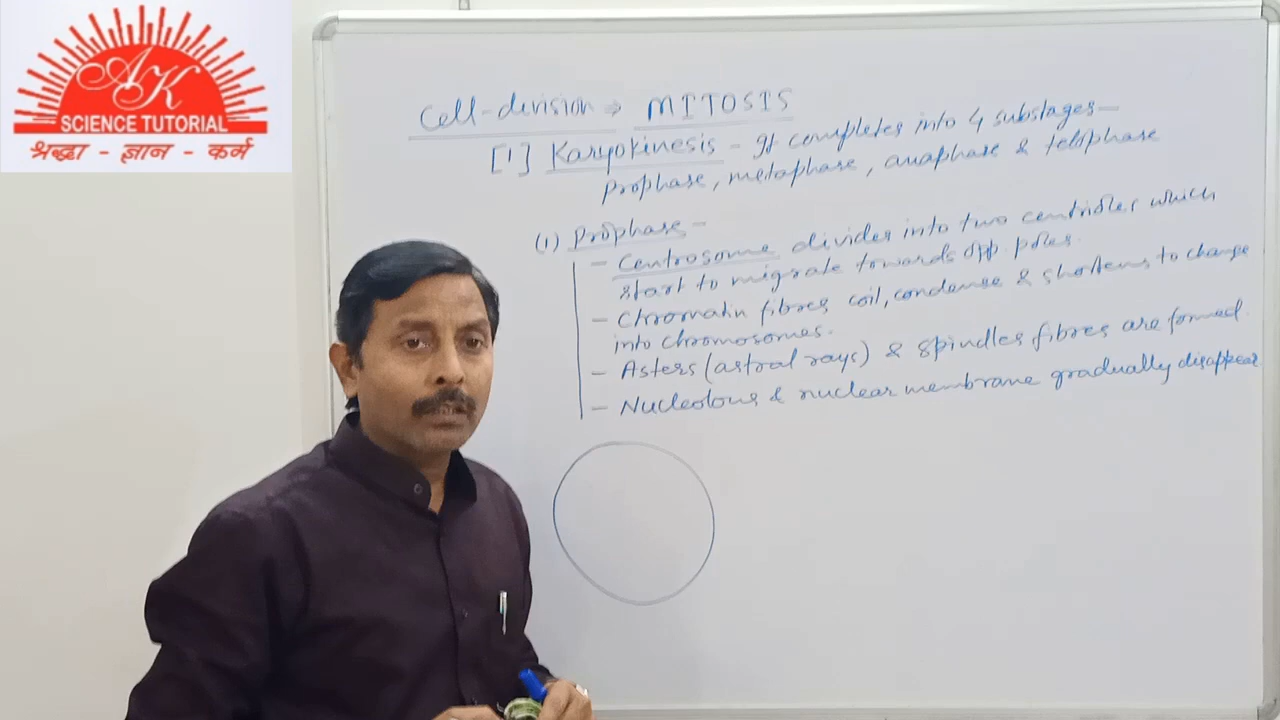 AK
SCIENCE TUTORIAL
श्रद्धा - ज्ञान - कर्म
Cell-division → MITOSIS
[1] Karyokinesis - It completes into 4 substages -
Prophase, metaphase, anaphase & telophase
(1) Prophase -
- Centrosome divides into two centrioles which
start to migrate towards opp. poles.
- Chromatin fibres coil, condense & shortens to change
into chromosomes.
- Asters (astral rays) & spindles fibres are formed.
- Nucleolous & nuclear membrane gradually disappear